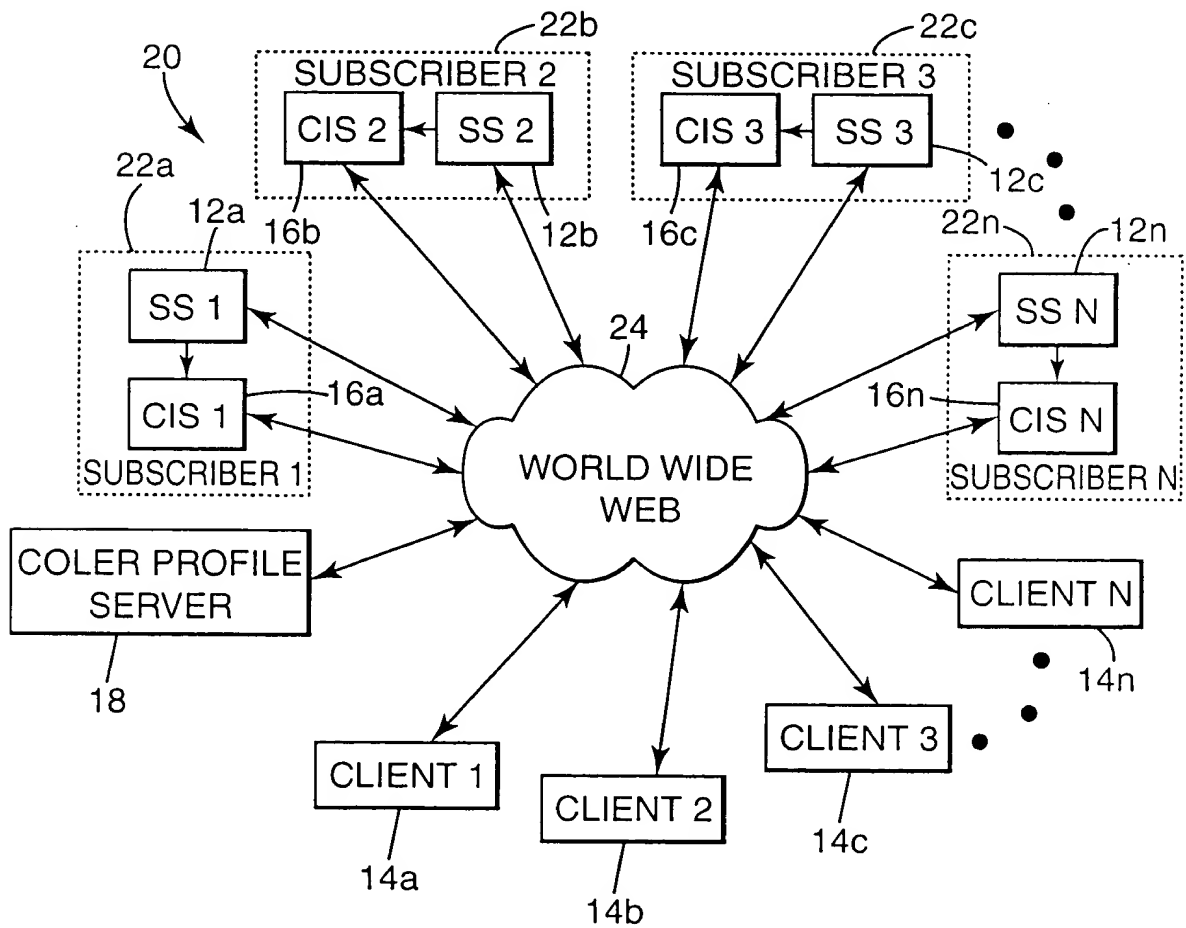 20
22b
SUBSCRIBER 2
CIS 2
SS 2
16b
12b
22c
SUBSCRIBER 3
CIS 3
SS 3
16c
12c
22a
12a
SS 1
CIS 1
16a
SUBSCRIBER 1
22n
12n
SS N
16n
CIS N
SUBSCRIBER N
24
WORLD WIDE
WEB
COLER PROFILE
SERVER
18
CLIENT N
14n
CLIENT 3
14c
CLIENT 1
14a
CLIENT 2
14b